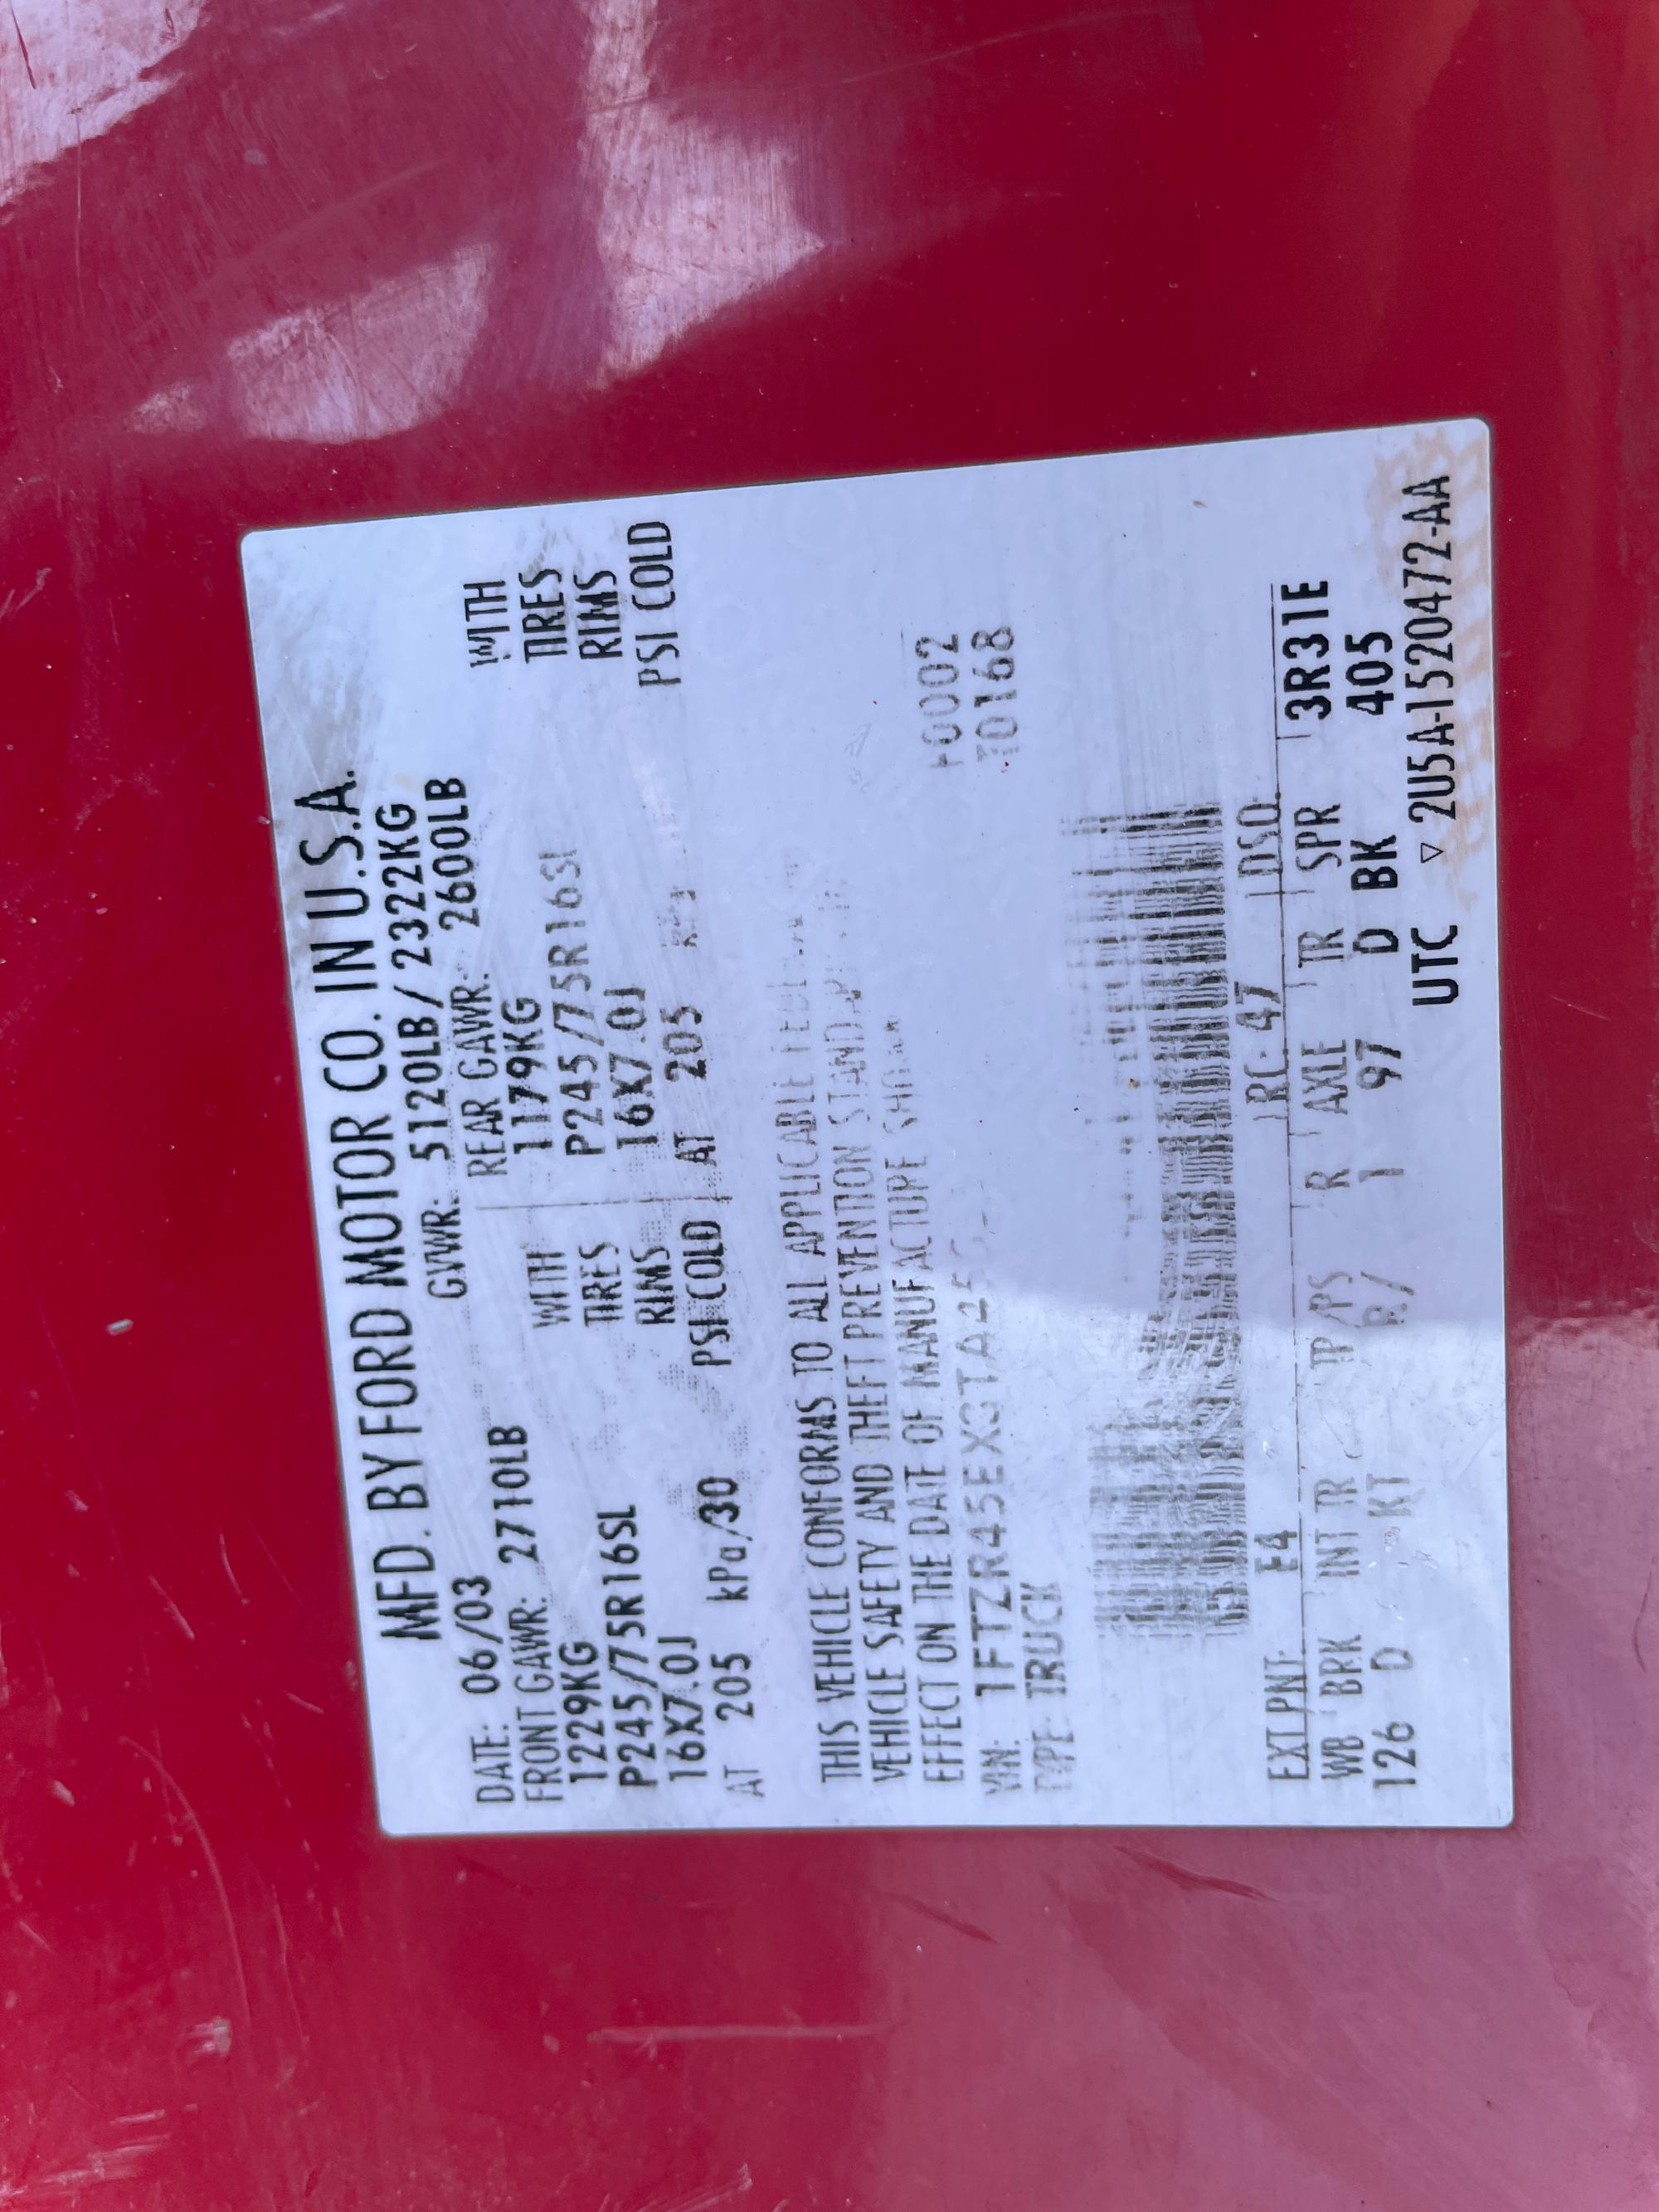 MFD. BY FORD MOTOR CO. IN U.S.A.
DATE: 06/03 GVWR: 5120LB/ 2322KG
FRONT GAWR: 2710LB REAR GAWR: 2600LB
1229KG WITH 1179KG WITH
P245/75R16SL TIRES P245/75R16SL TIRES
16X7.0J RIMS 16X7.0J RIMS
AT 205 kPa/30 PSI COLD AT 205 PSI COLD
THIS VEHICLE CONFORMS TO ALL APPLICABLE
VEHICLE SAFETY AND THEFT PREVENTION
EFFECT ON THE DATE OF MANUFACTURE
VIN:
TYPE: TRUCK
EXT PNT: E4 RC: 47 DSO:
WB BRK INT TR TP/PS R AXLE TR SPR 3R31E
126 D KT 1 97 D BK 405
UTC ▽ 2U5A-1520472-AA